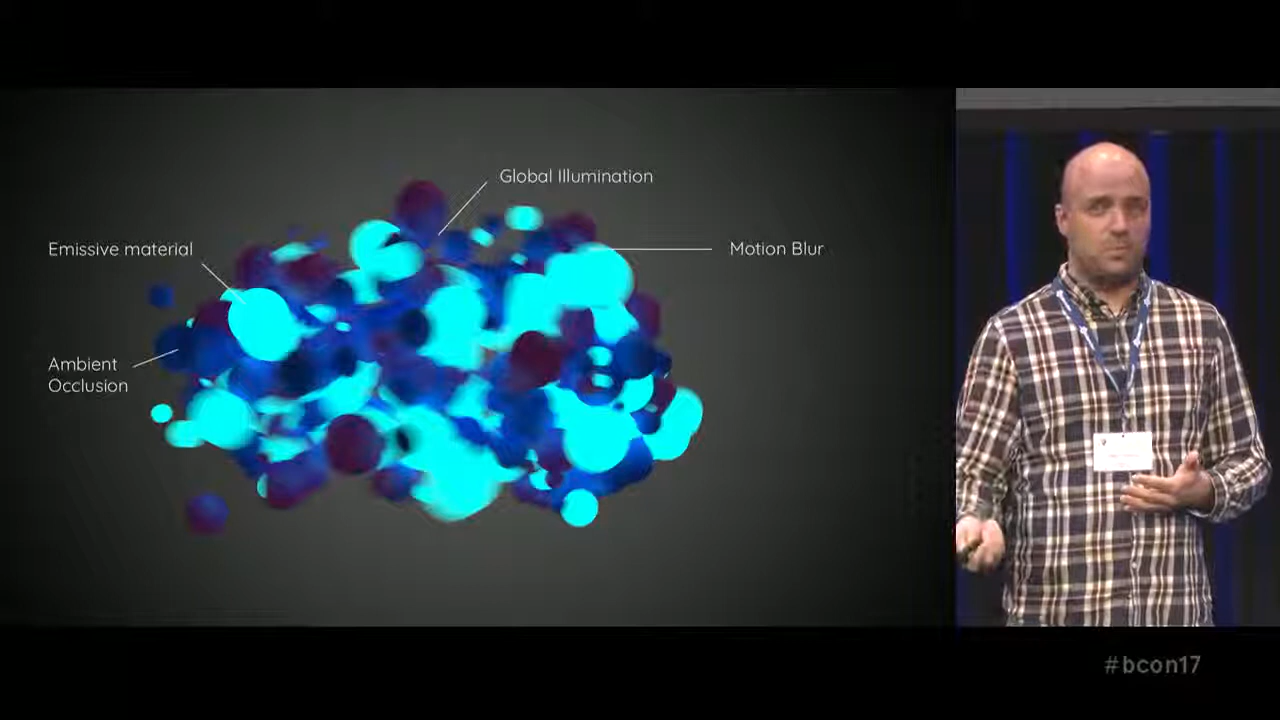 Global Illumination
Emissive material
Motion Blur
Ambient
Occlusion
#bcon17